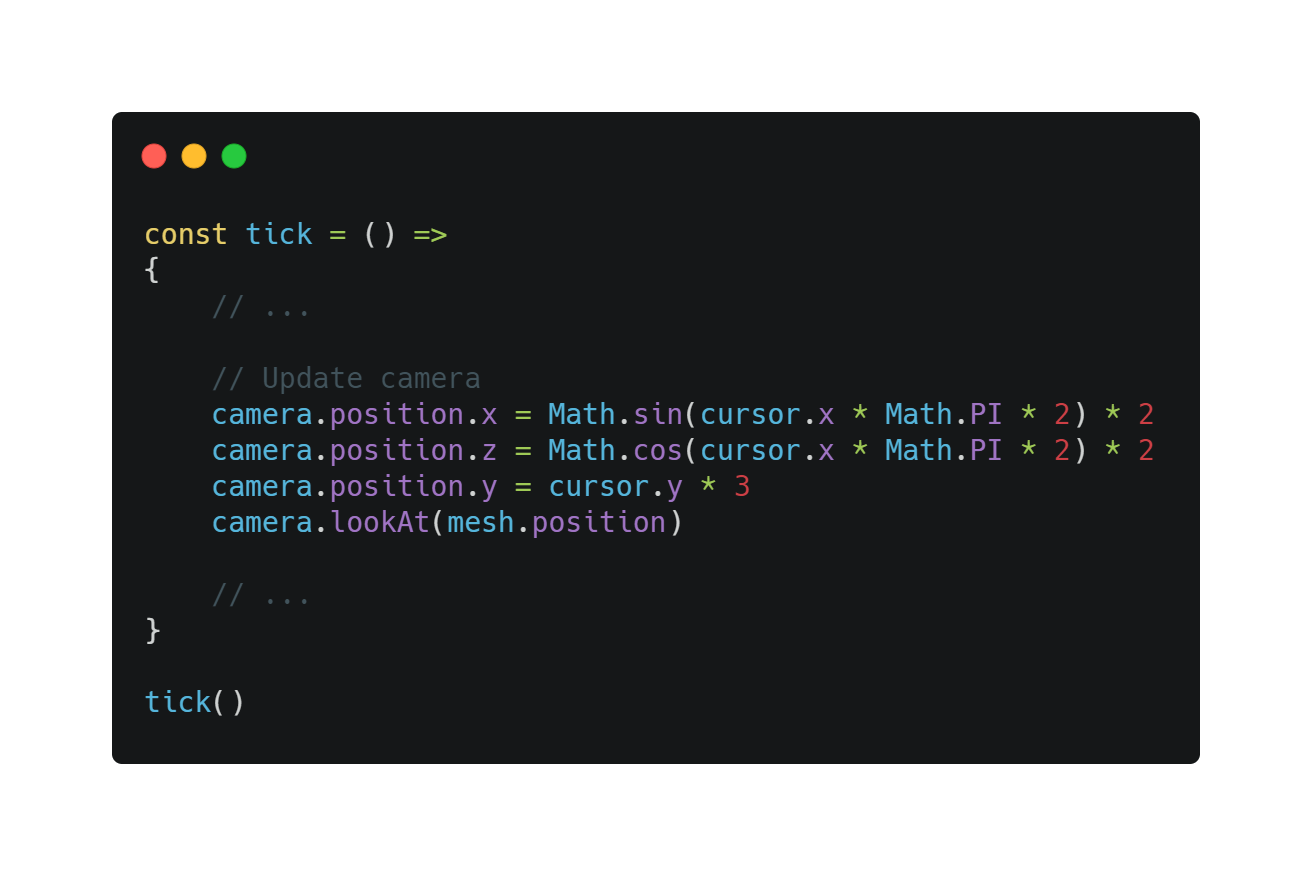 const tick = () =>
{
    // ...

    // Update camera
    camera.position.x = Math.sin(cursor.x * Math.PI * 2) * 2
    camera.position.z = Math.cos(cursor.x * Math.PI * 2) * 2
    camera.position.y = cursor.y * 3
    camera.lookAt(mesh.position)

    // ...
}

tick()